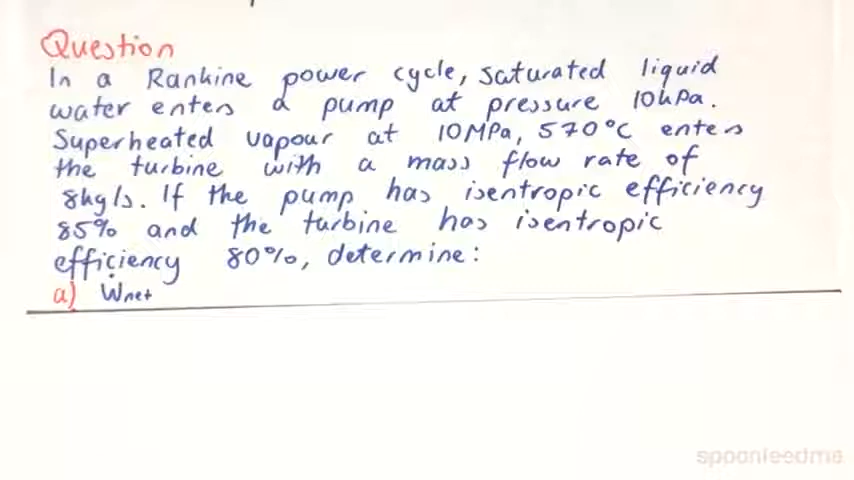 Question
In a Rankine power cycle, saturated liquid
water enters a pump at pressure 10kPa.
Superheated vapour at 10MPa, 570°C enters
the turbine with a mass flow rate of
8kg/s. If the pump has isentropic efficiency
85% and the turbine has isentropic
efficiency 80%, determine:
a) Wnet
spoonfeedme